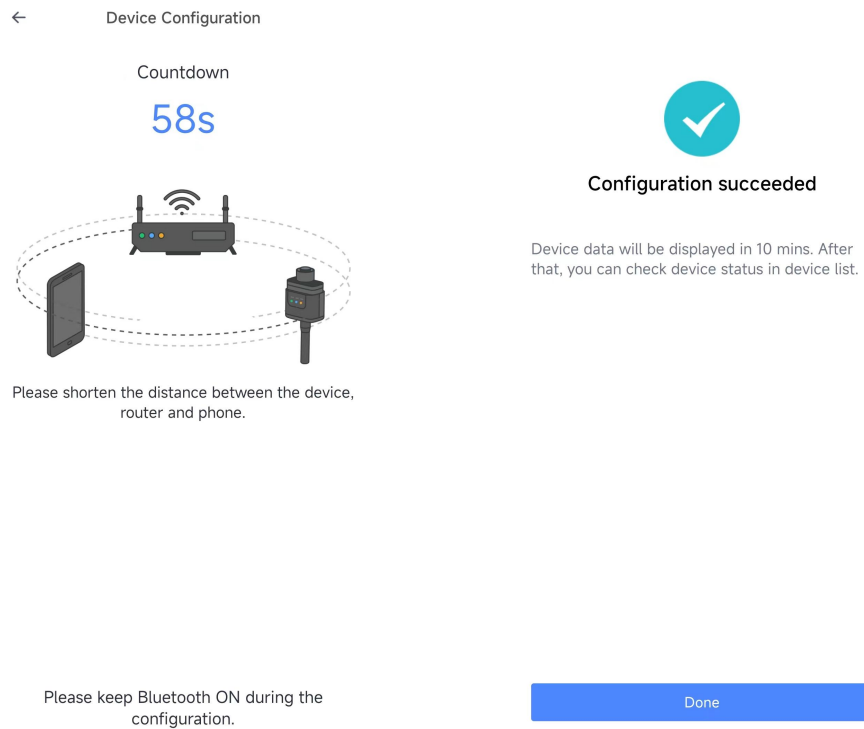 Device Configuration
Countdown
58s
Please shorten the distance between the device,
router and phone.
Please keep Bluetooth ON during the
configuration.
Configuration succeeded
Device data will be displayed in 10 mins. After
that, you can check device status in device list.
Done